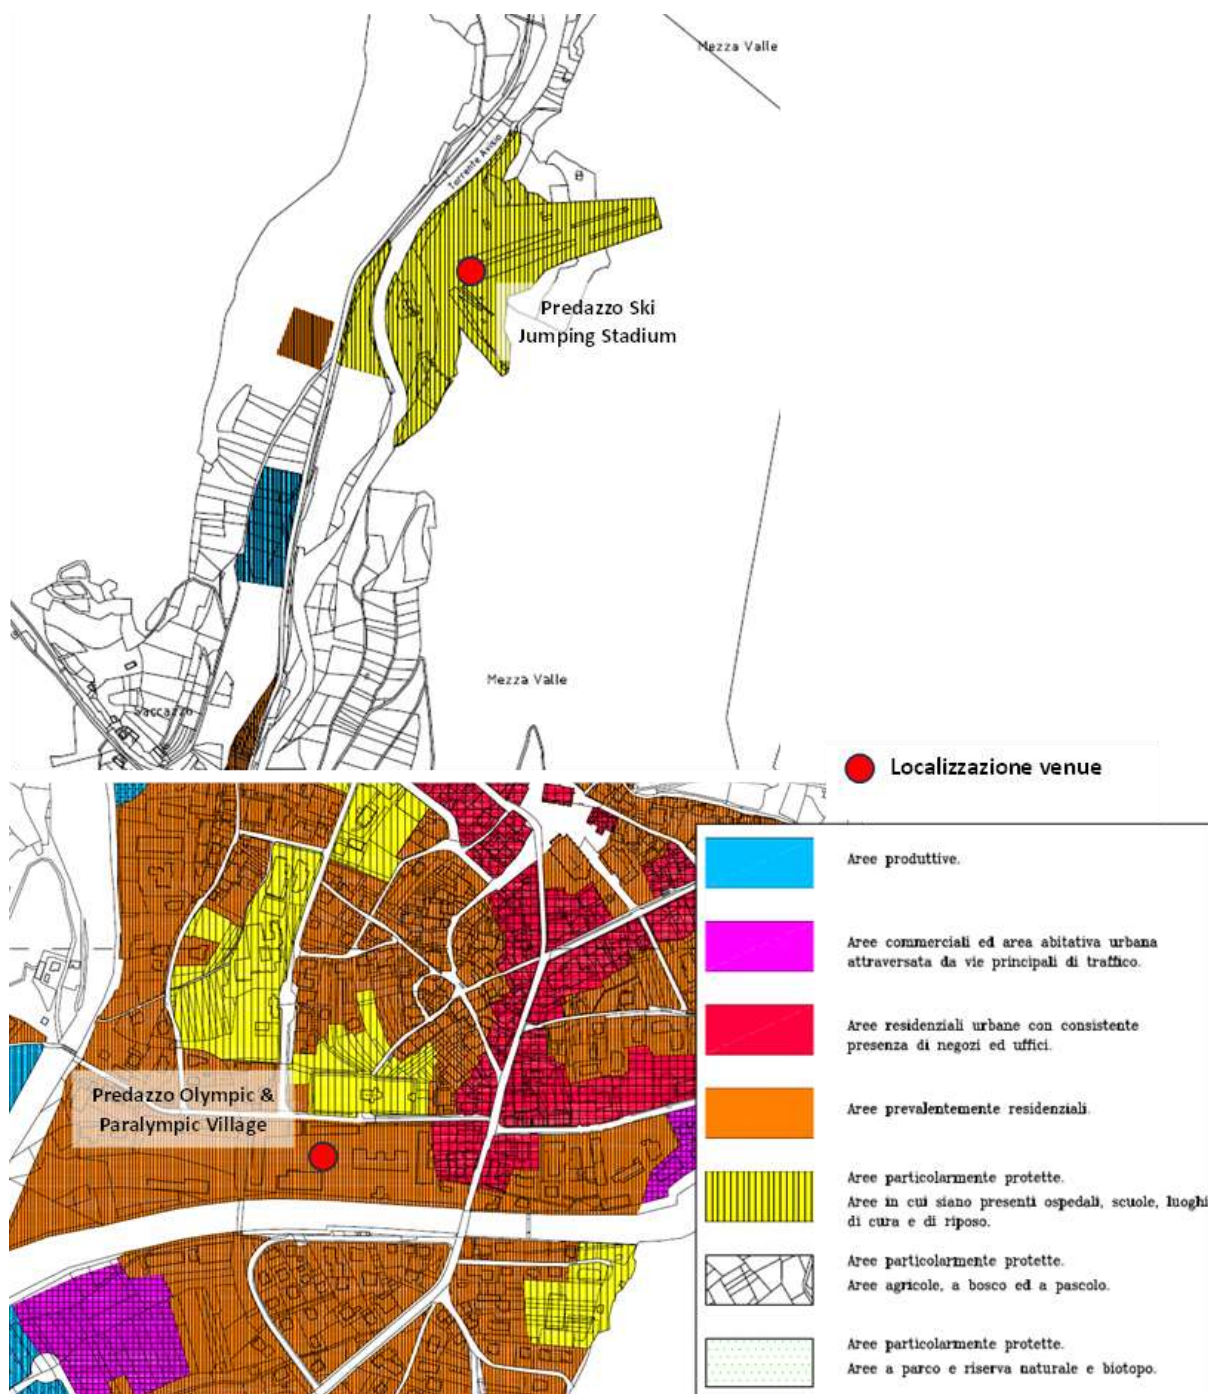 Mezza Valle
Torrente Avisio
Predazzo Ski
Jumping Stadium
Mezza Valle
Localizzazione venue
Predazzo Olympic &
Paralympic Village
Aree produttive.
Aree commerciali ed area abitativa urbana
attraversata da vie principali di traffico.
Aree residenziali urbane con consistente
presenza di negozi ed uffici.
Aree prevalentemente residenziali.
Aree particolarmente protette.
Aree in cui siano presenti ospedali, scuole, luoghi
di cura e di riposo.
Aree particolarmente protette.
Aree agricole, a bosco ed a pascolo.
Aree particolarmente protette.
Aree a parco e riserva naturale e biotopo.